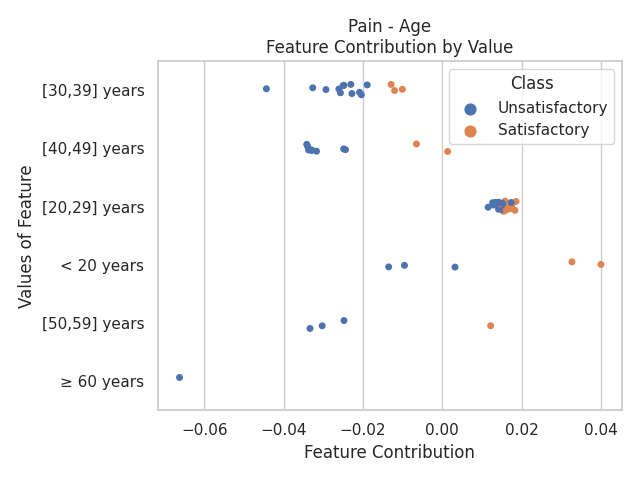 Pain - Age
Feature Contribution by Value
Class
Unsatisfactory
Satisfactory
Values of Feature
[30,39] years
[40,49] years
[20,29] years
< 20 years
[50,59] years
≥ 60 years
−0.06 −0.04 −0.02 0.00 0.02 0.04
Feature Contribution